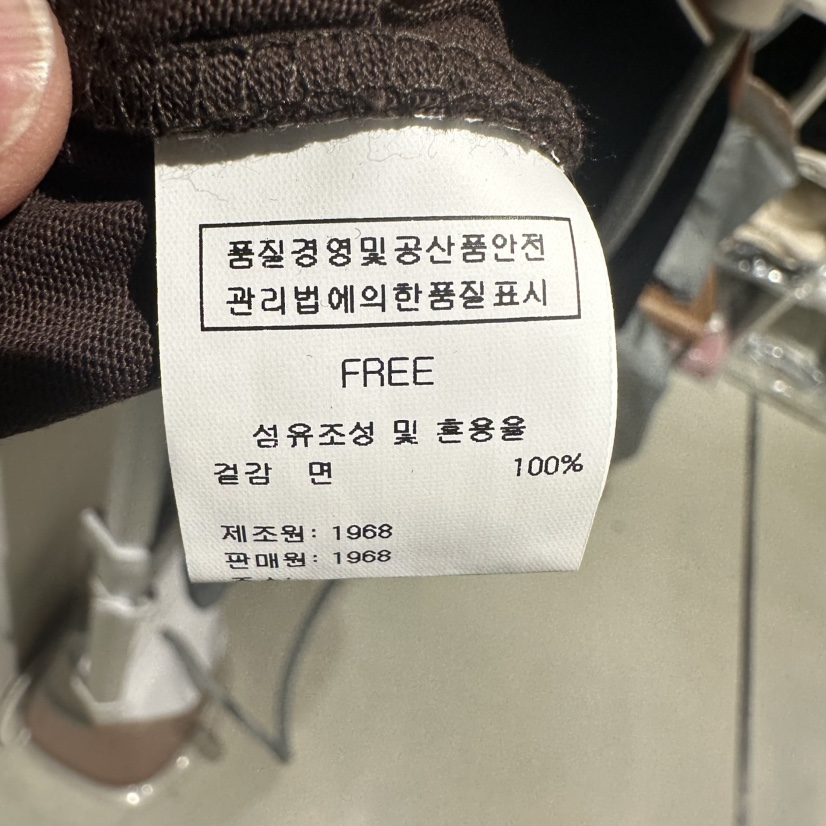 품질경영및공산품안전
관리법에의한품질표시
FREE
섬유조성 및 혼용율
겉감 면 100%
제조원: 1968
판매원: 1968